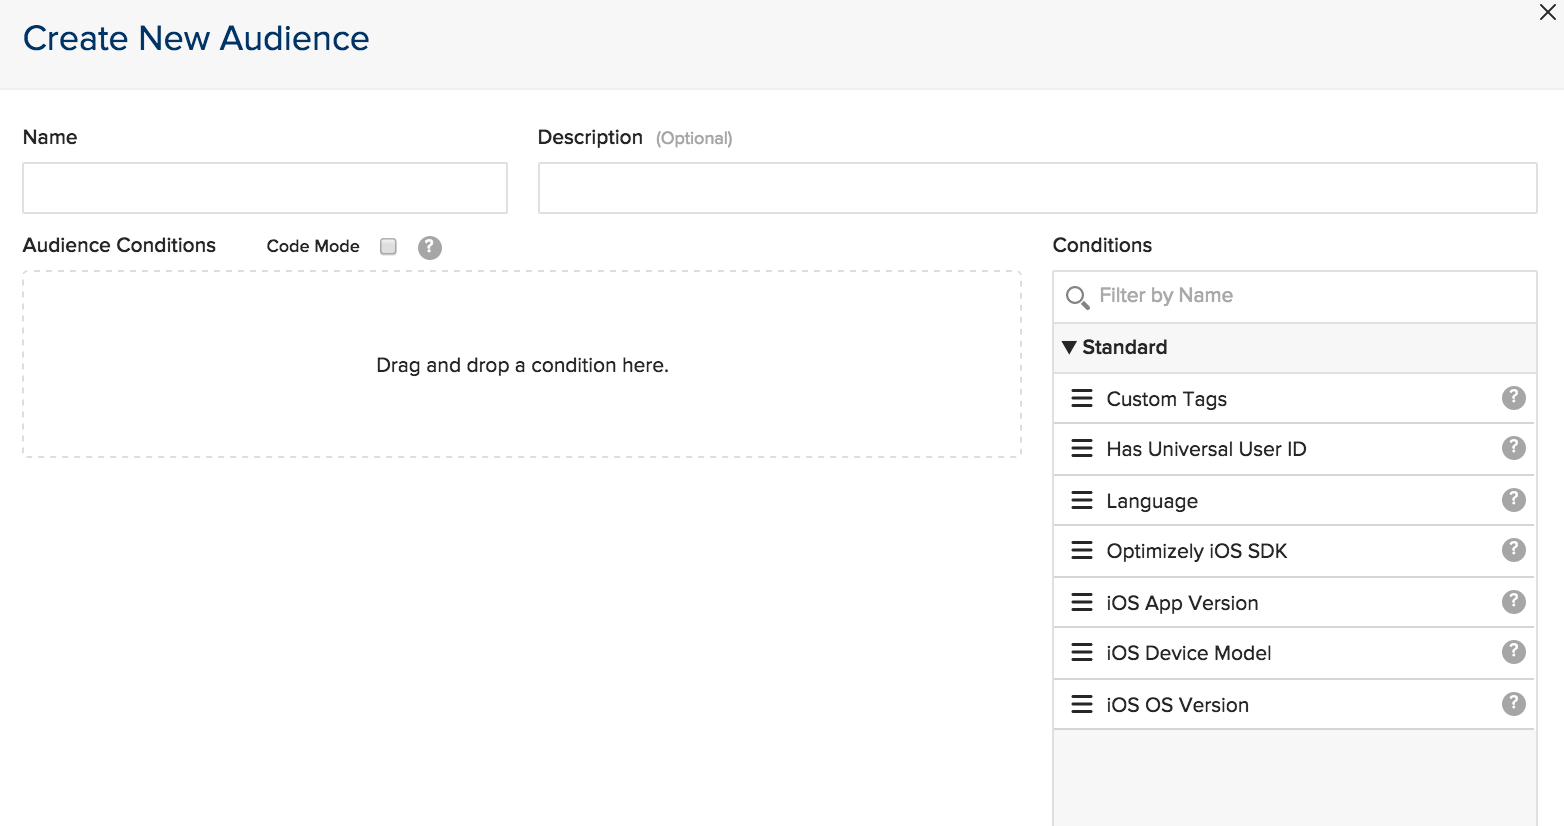 Create New Audience
Name
Description (Optional)
Audience Conditions Code Mode ?
Conditions
Drag and drop a condition here.
Filter by Name
▼ Standard
Custom Tags ?
Has Universal User ID ?
Language ?
Optimizely iOS SDK ?
iOS App Version ?
iOS Device Model ?
iOS OS Version ?